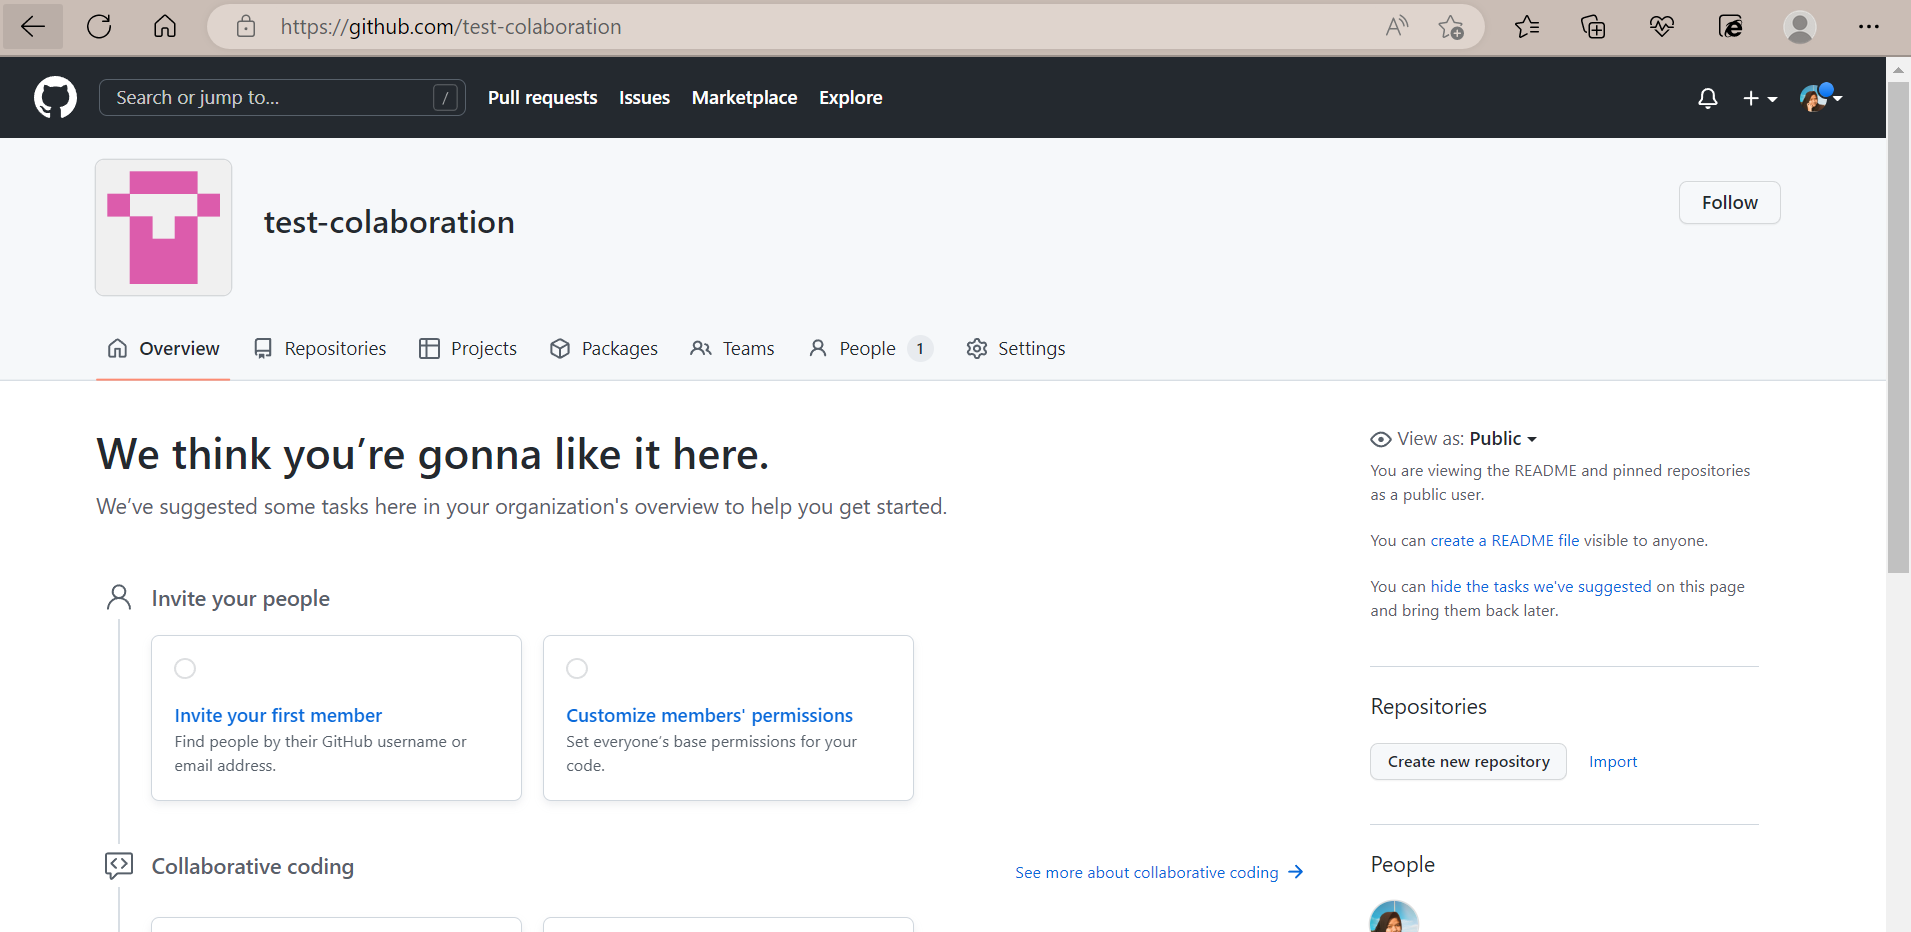 https://github.com/test-colaboration
Search or jump to... /
Pull requests Issues Marketplace Explore
test-colaboration
Follow
Overview Repositories Projects Packages Teams People 1 Settings
We think you’re gonna like it here.
We’ve suggested some tasks here in your organization's overview to help you get started.
Invite your people
Invite your first member
Find people by their GitHub username or
email address.
Customize members' permissions
Set everyone’s base permissions for your
code.
Collaborative coding
See more about collaborative coding
View as: Public
You are viewing the README and pinned repositories
as a public user.
You can create a README file visible to anyone.
You can hide the tasks we've suggested on this page
and bring them back later.
Repositories
Create new repository Import
People